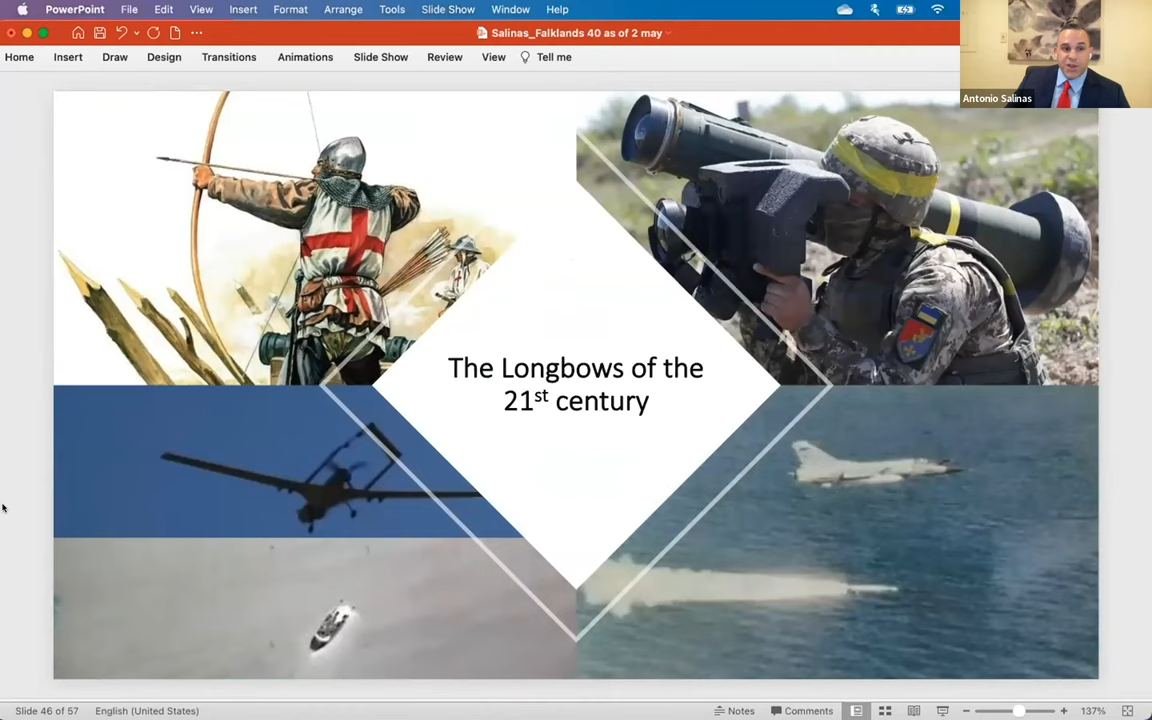 PowerPoint File Edit View Insert Format Arrange Tools Slide Show Window Help
Salinas_Falklands 40 as of 2 may
Home Insert Draw Design Transitions Animations Slide Show Review View Tell me
Antonio Salinas
The Longbows of the
21st century
Slide 46 of 57 English (United States) Notes Comments 137%